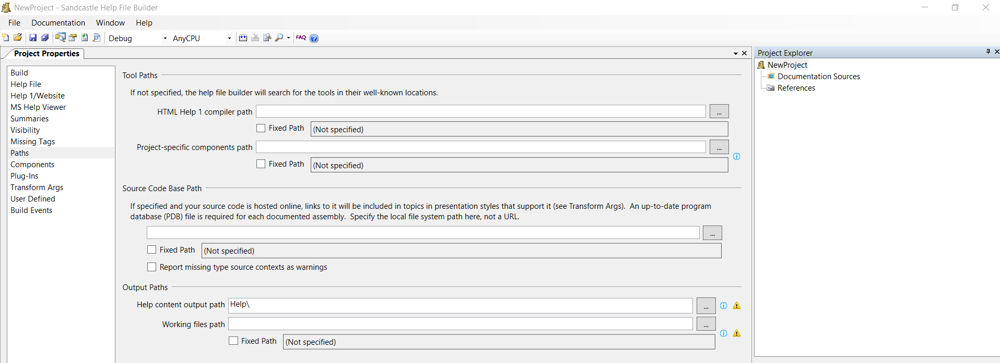 NewProject - Sandcastle Help File Builder
File Documentation Window Help
Debug AnyCPU FAQ ?
Project Properties
Build
Help File
Help 1/Website
MS Help Viewer
Summaries
Visibility
Missing Tags
Paths
Components
Plug-Ins
Transform Args
User Defined
Build Events
Tool Paths
If not specified, the help file builder will search for the tools in their well-known locations.
HTML Help 1 compiler path ...
Fixed Path (Not specified)
Project-specific components path ...
Fixed Path (Not specified)
Source Code Base Path
If specified and your source code is hosted online, links to it will be included in topics in presentation styles that support it (see Transform Args). An up-to-date program
database (PDB) file is required for each documented assembly. Specify the local file system path here, not a URL.
...
Fixed Path (Not specified)
Report missing type source contexts as warnings
Output Paths
Help content output path Help\ ...
Working files path ...
Fixed Path (Not specified)
Project Explorer
NewProject
Documentation Sources
References